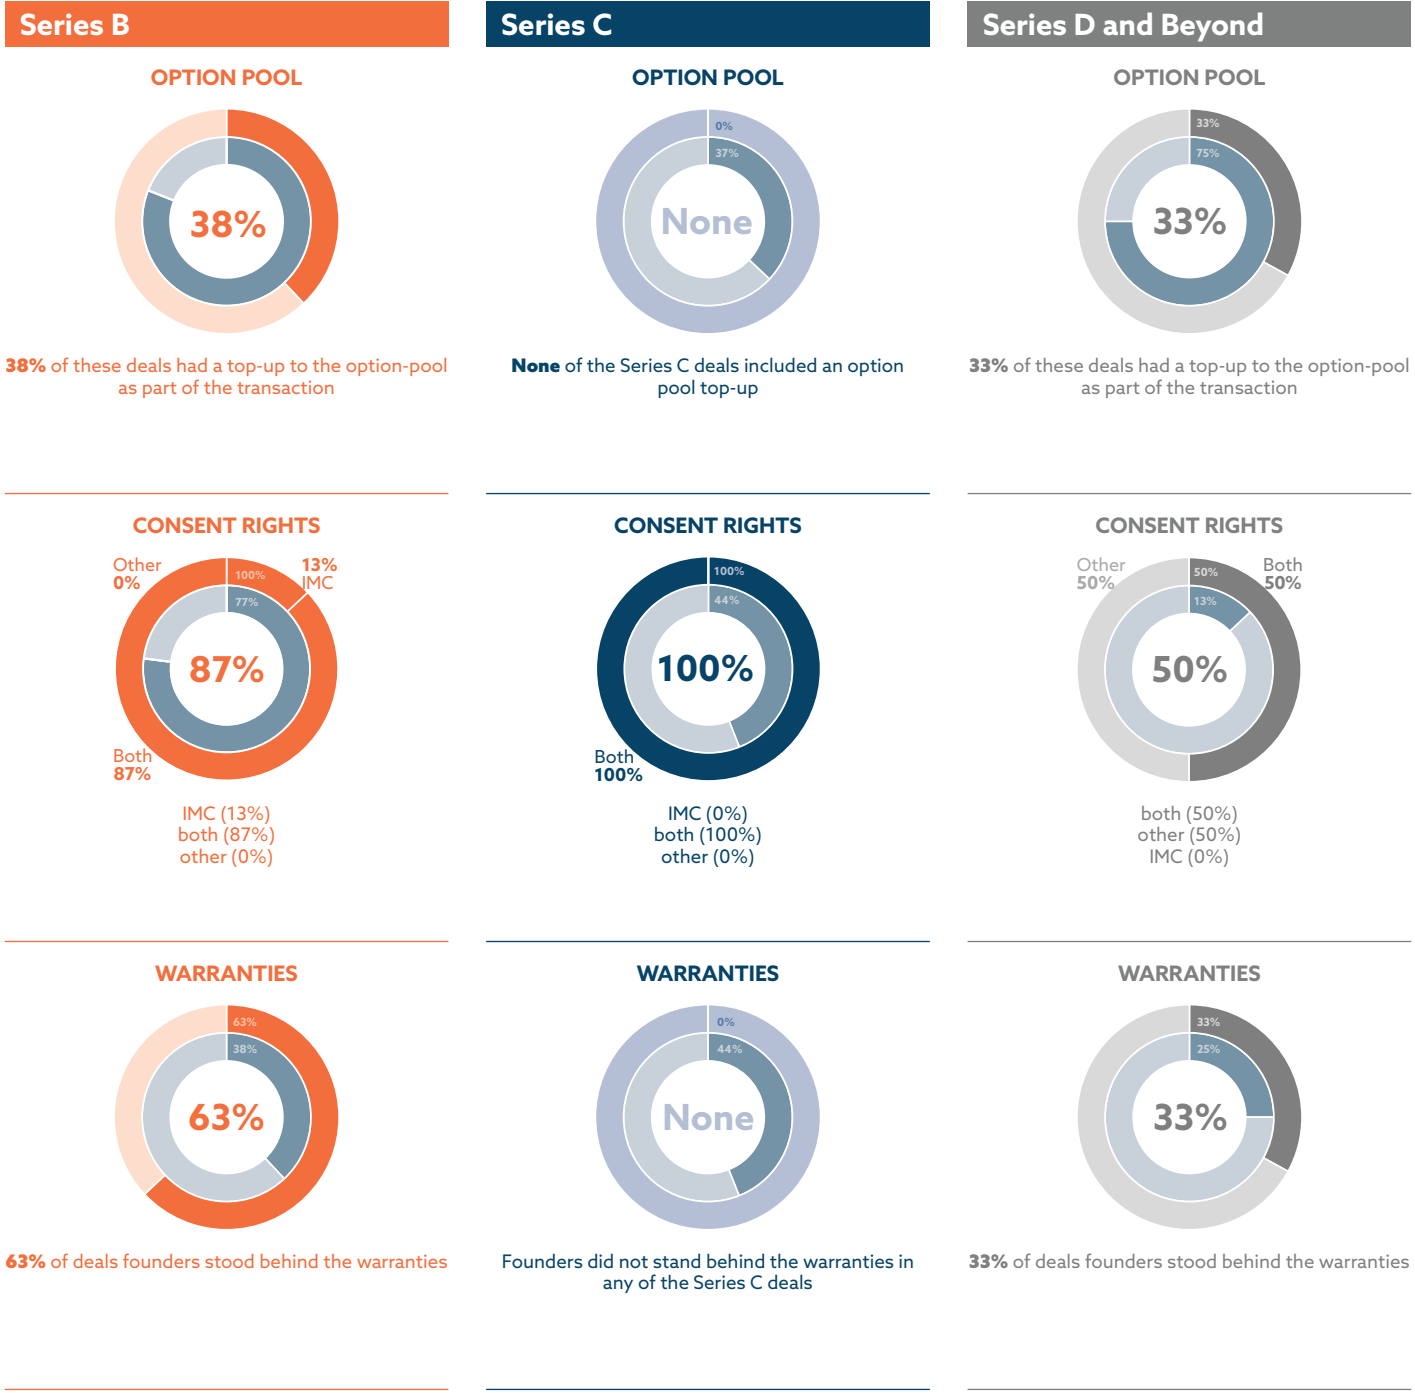 Series B
OPTION POOL
38%
38% of these deals had a top-up to the option-pool
as part of the transaction
CONSENT RIGHTS
Other
0%
13%
IMC
100%
77%
87%
Both
87%
IMC (13%)
both (87%)
other (0%)
WARRANTIES
63%
38%
63%
63% of deals founders stood behind the warranties
Series C
OPTION POOL
0%
37%
None
None of the Series C deals included an option
pool top-up
CONSENT RIGHTS
100%
44%
100%
Both
100%
IMC (0%)
both (100%)
other (0%)
WARRANTIES
0%
44%
None
Founders did not stand behind the warranties in
any of the Series C deals
Series D and Beyond
OPTION POOL
33%
75%
33%
33% of these deals had a top-up to the option-pool
as part of the transaction
CONSENT RIGHTS
Other
50%
Both
50%
50%
13%
50%
both (50%)
other (50%)
IMC (0%)
WARRANTIES
33%
25%
33%
33% of deals founders stood behind the warranties